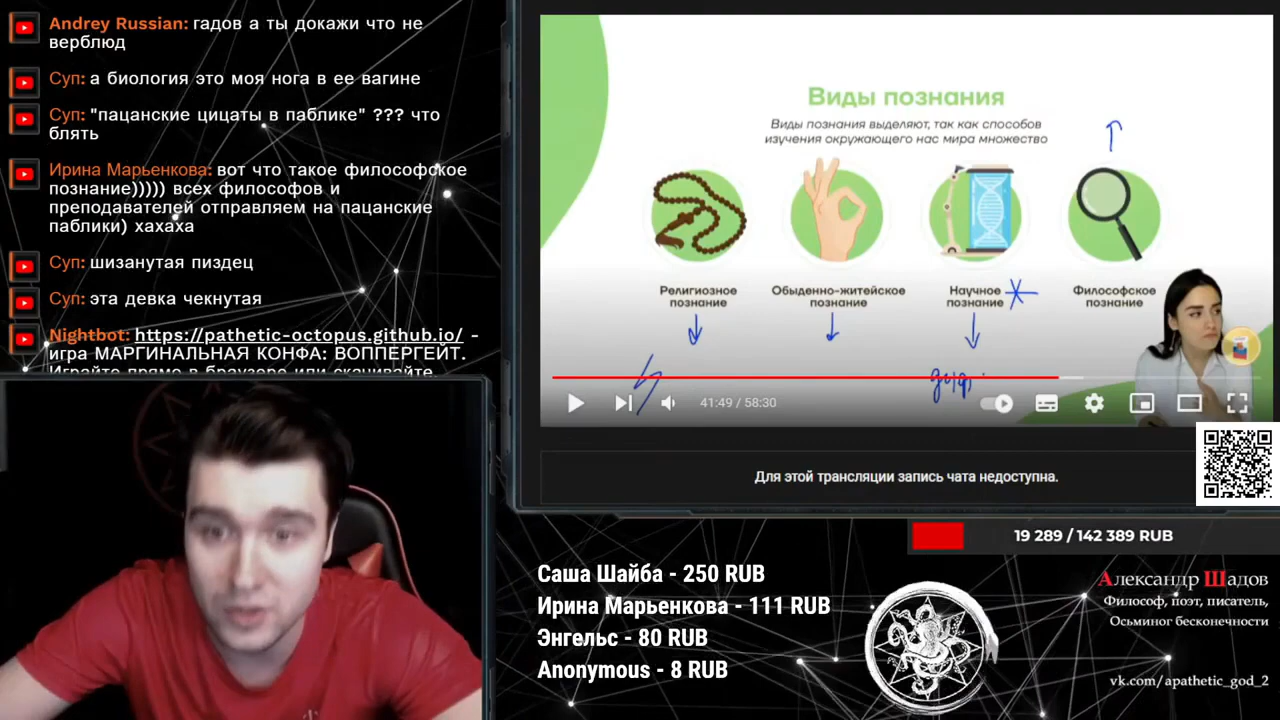 Andrey Russian: гадов а ты докажи что не
верблюд
Суп: а биология это моя нога в ее вагине
Суп: "пацанские цицаты в паблике" ??? что
блять
Ирина Марьенкова: вот что такое философское
познание))))) всех философов и
преподавателей отправляем на пацанские
паблики) хахаха
Суп: шизанутая пиздец
Суп: эта девка чекнутая
Nightbot: https://pathetic-octopus.github.io/ -
игра МАРГИНАЛЬНАЯ КОНФА: ВОППЕРГЕЙТ.
Играйте прямо в браузере или скачивайте
Виды познания
Виды познания выделяют, так как способов
изучения окружающего нас мира множество
Религиозное
познание
Обыденно-житейское
познание
Научное
познание
Философское
познание
41:49 / 58:30
Для этой трансляции запись чата недоступна.
19 289 / 142 389 RUB
Саша Шайба - 250 RUB
Ирина Марьенкова - 111 RUB
Энгельс - 80 RUB
Anonymous - 8 RUB
Александр Шадов
Философ, поэт, писатель,
Осьминог бесконечности
vk.com/apathetic_god_2